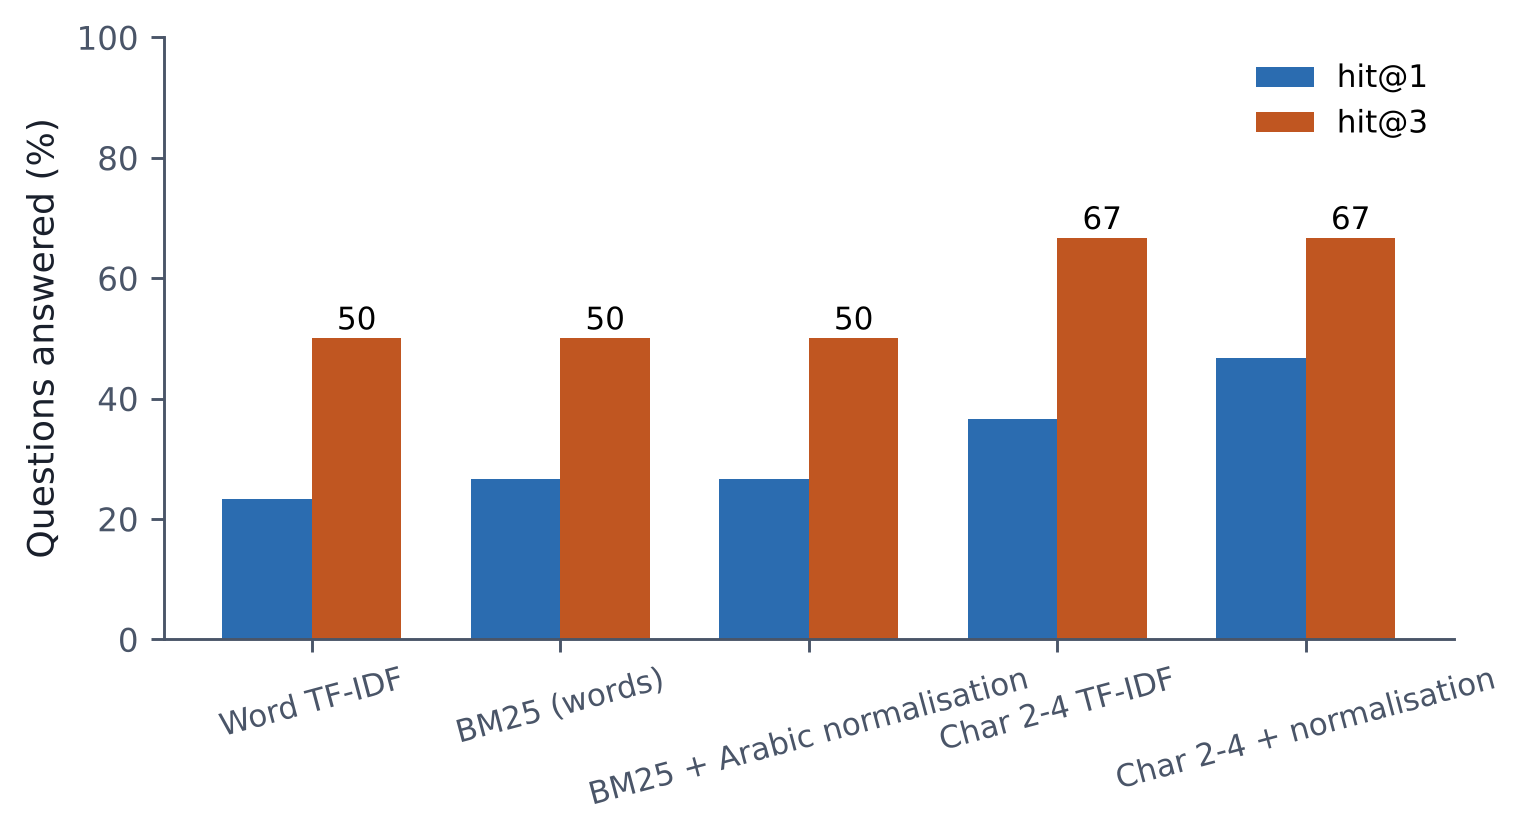 100
80
60
40
20
0
Questions answered (%)
hit@1
hit@3
50
50
50
67
67
Word TF-IDF
BM25 (words)
BM25 + Arabic normalisation
Char 2-4 TF-IDF
Char 2-4 + normalisation